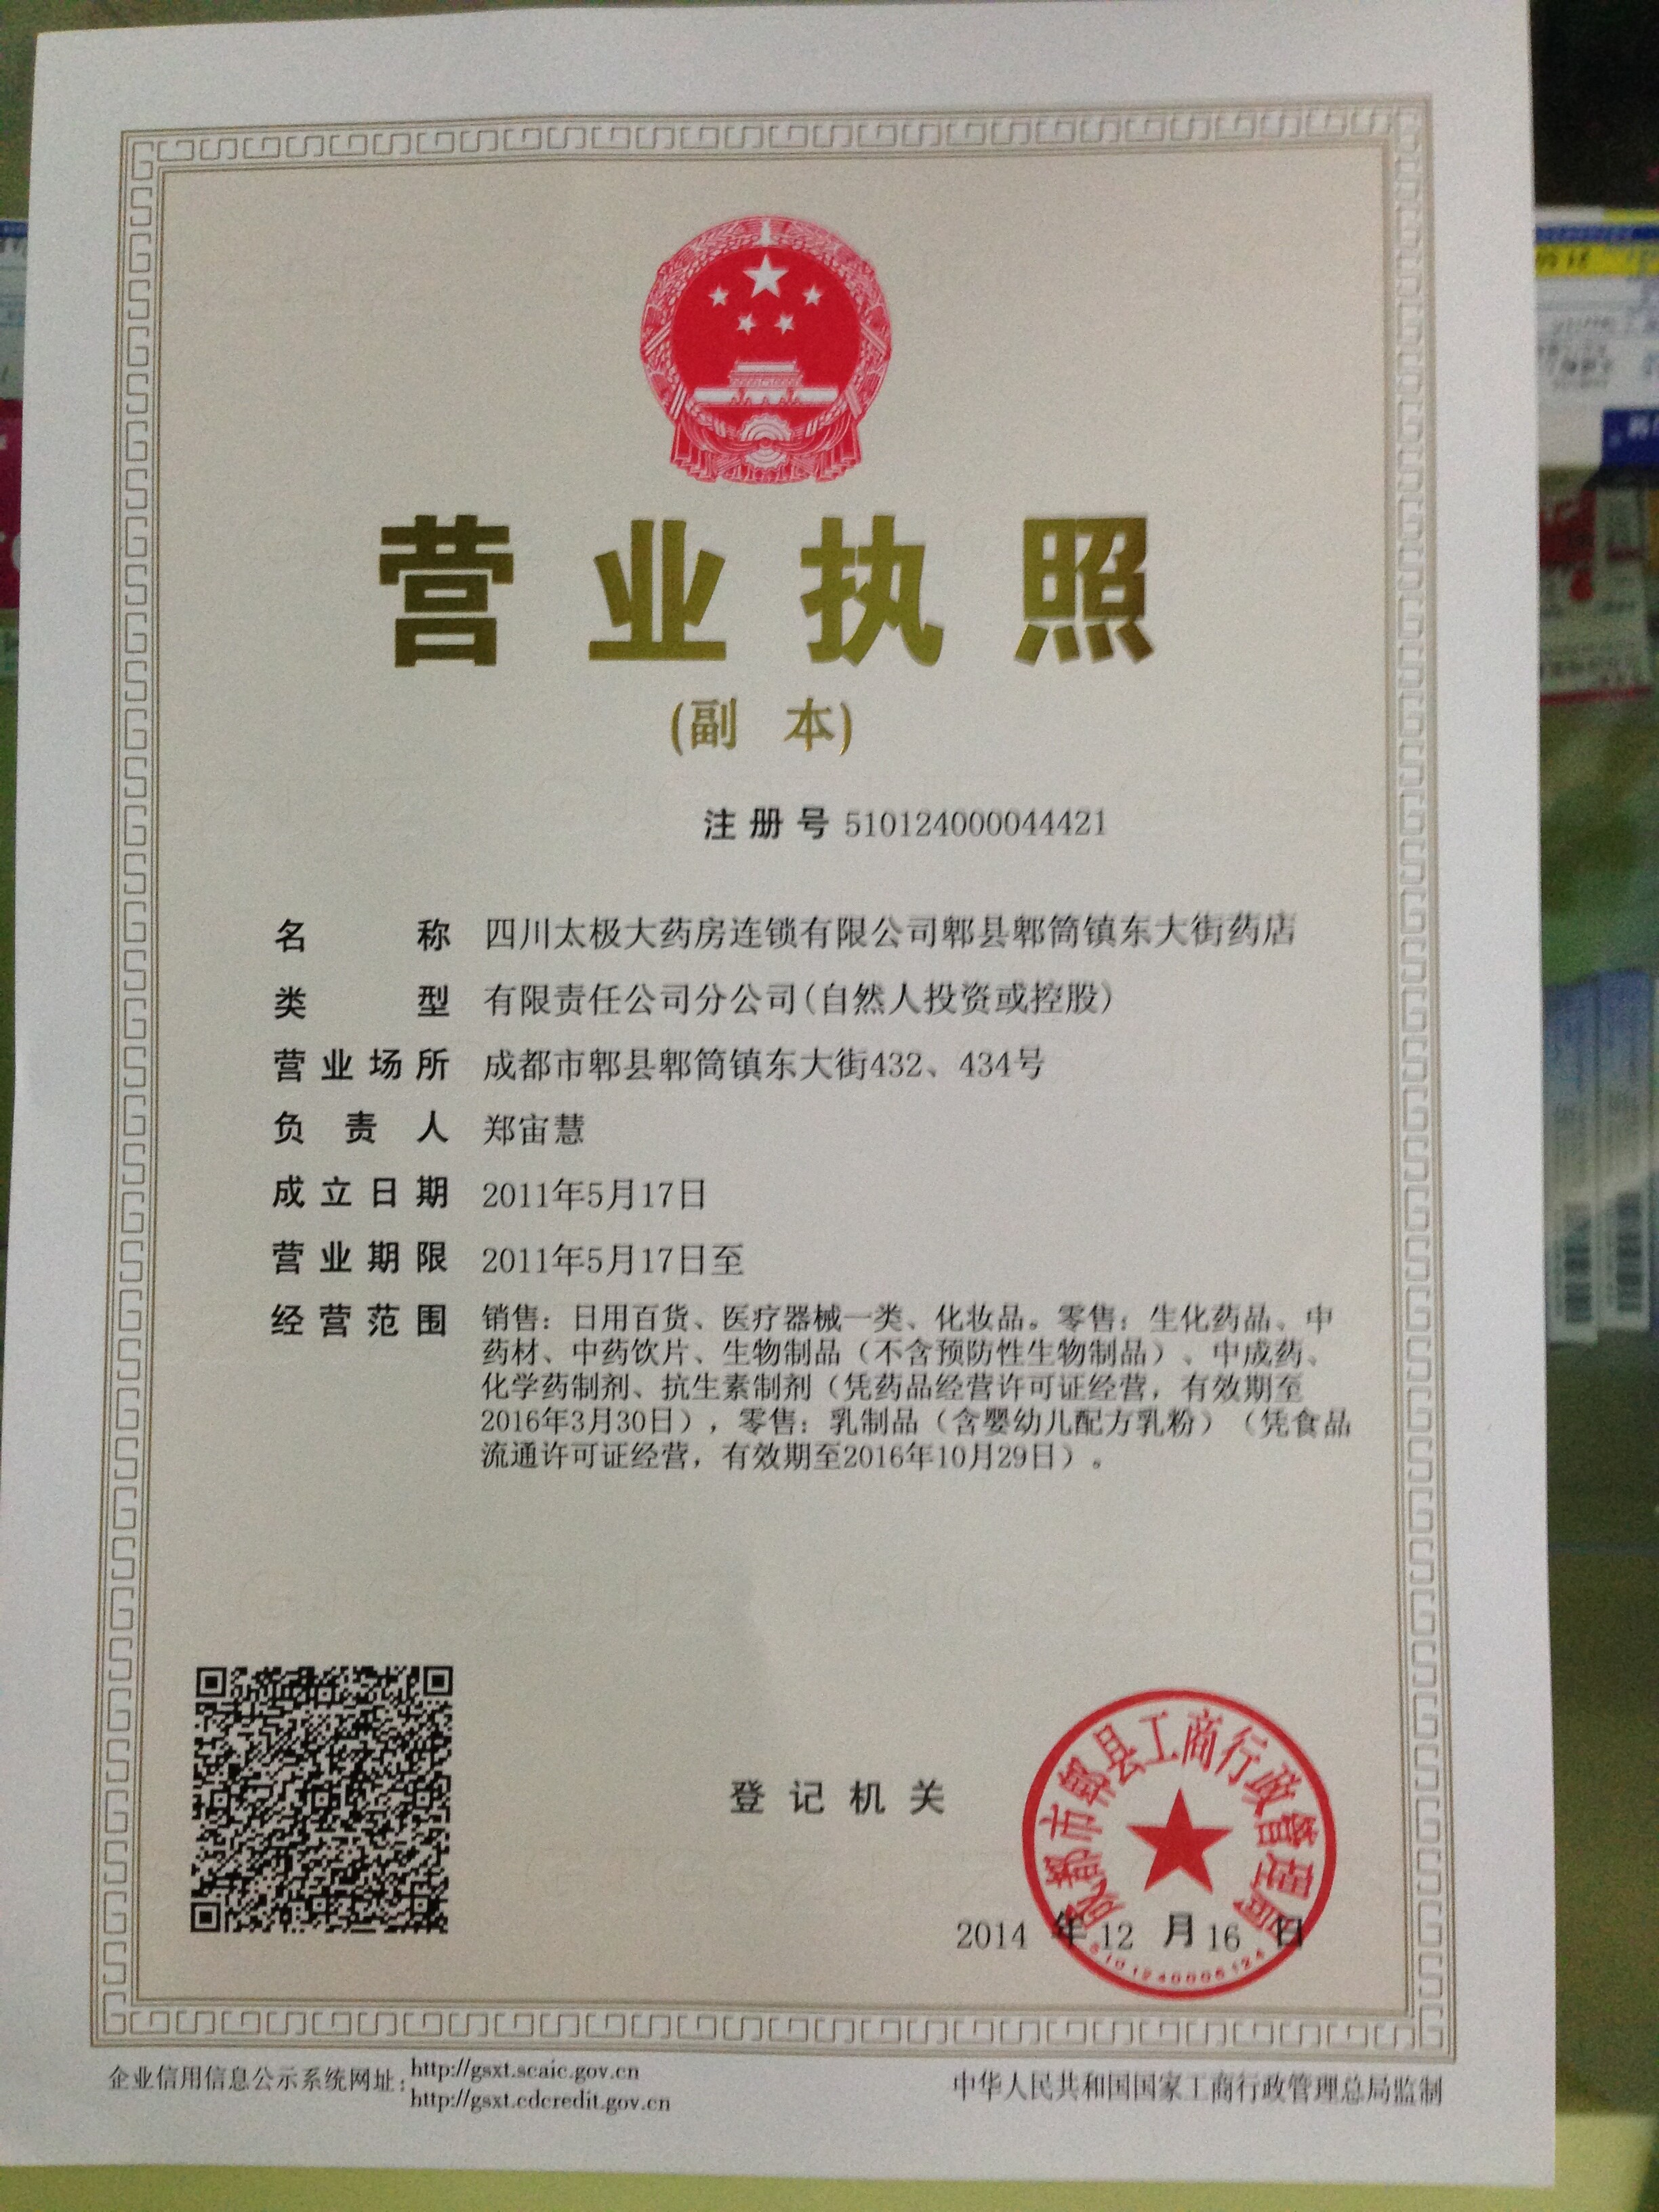 营业执照
(副 本)
注册号 510124000044421
名 称 四川太极大药房连锁有限公司郫县郫筒镇东大街药店
类 型 有限责任公司分公司(自然人投资或控股)
营业场所 成都市郫县郫筒镇东大街432、434号
负责人 郑宙慧
成立日期 2011年5月17日
营业期限 2011年5月17日至
经营范围 销售：日用百货、医疗器械一类、化妆品。零售：生化药品、中
药材、中药饮片、生物制品（不含预防性生物制品）、中成药、
化学药制剂、抗生素制剂（凭药品经营许可证经营，有效期至
2016年3月30日），零售：乳制品（含婴幼儿配方乳粉）（凭食品
流通许可证经营，有效期至2016年10月29日）。
成都市郫县工商行政管理局
登记机关
2014 年 12 月 16 日
企业信用信息公示系统网址：http://gsxt.scaic.gov.cn
http://gsxt.cdcredit.gov.cn
中华人民共和国国家工商行政管理总局监制